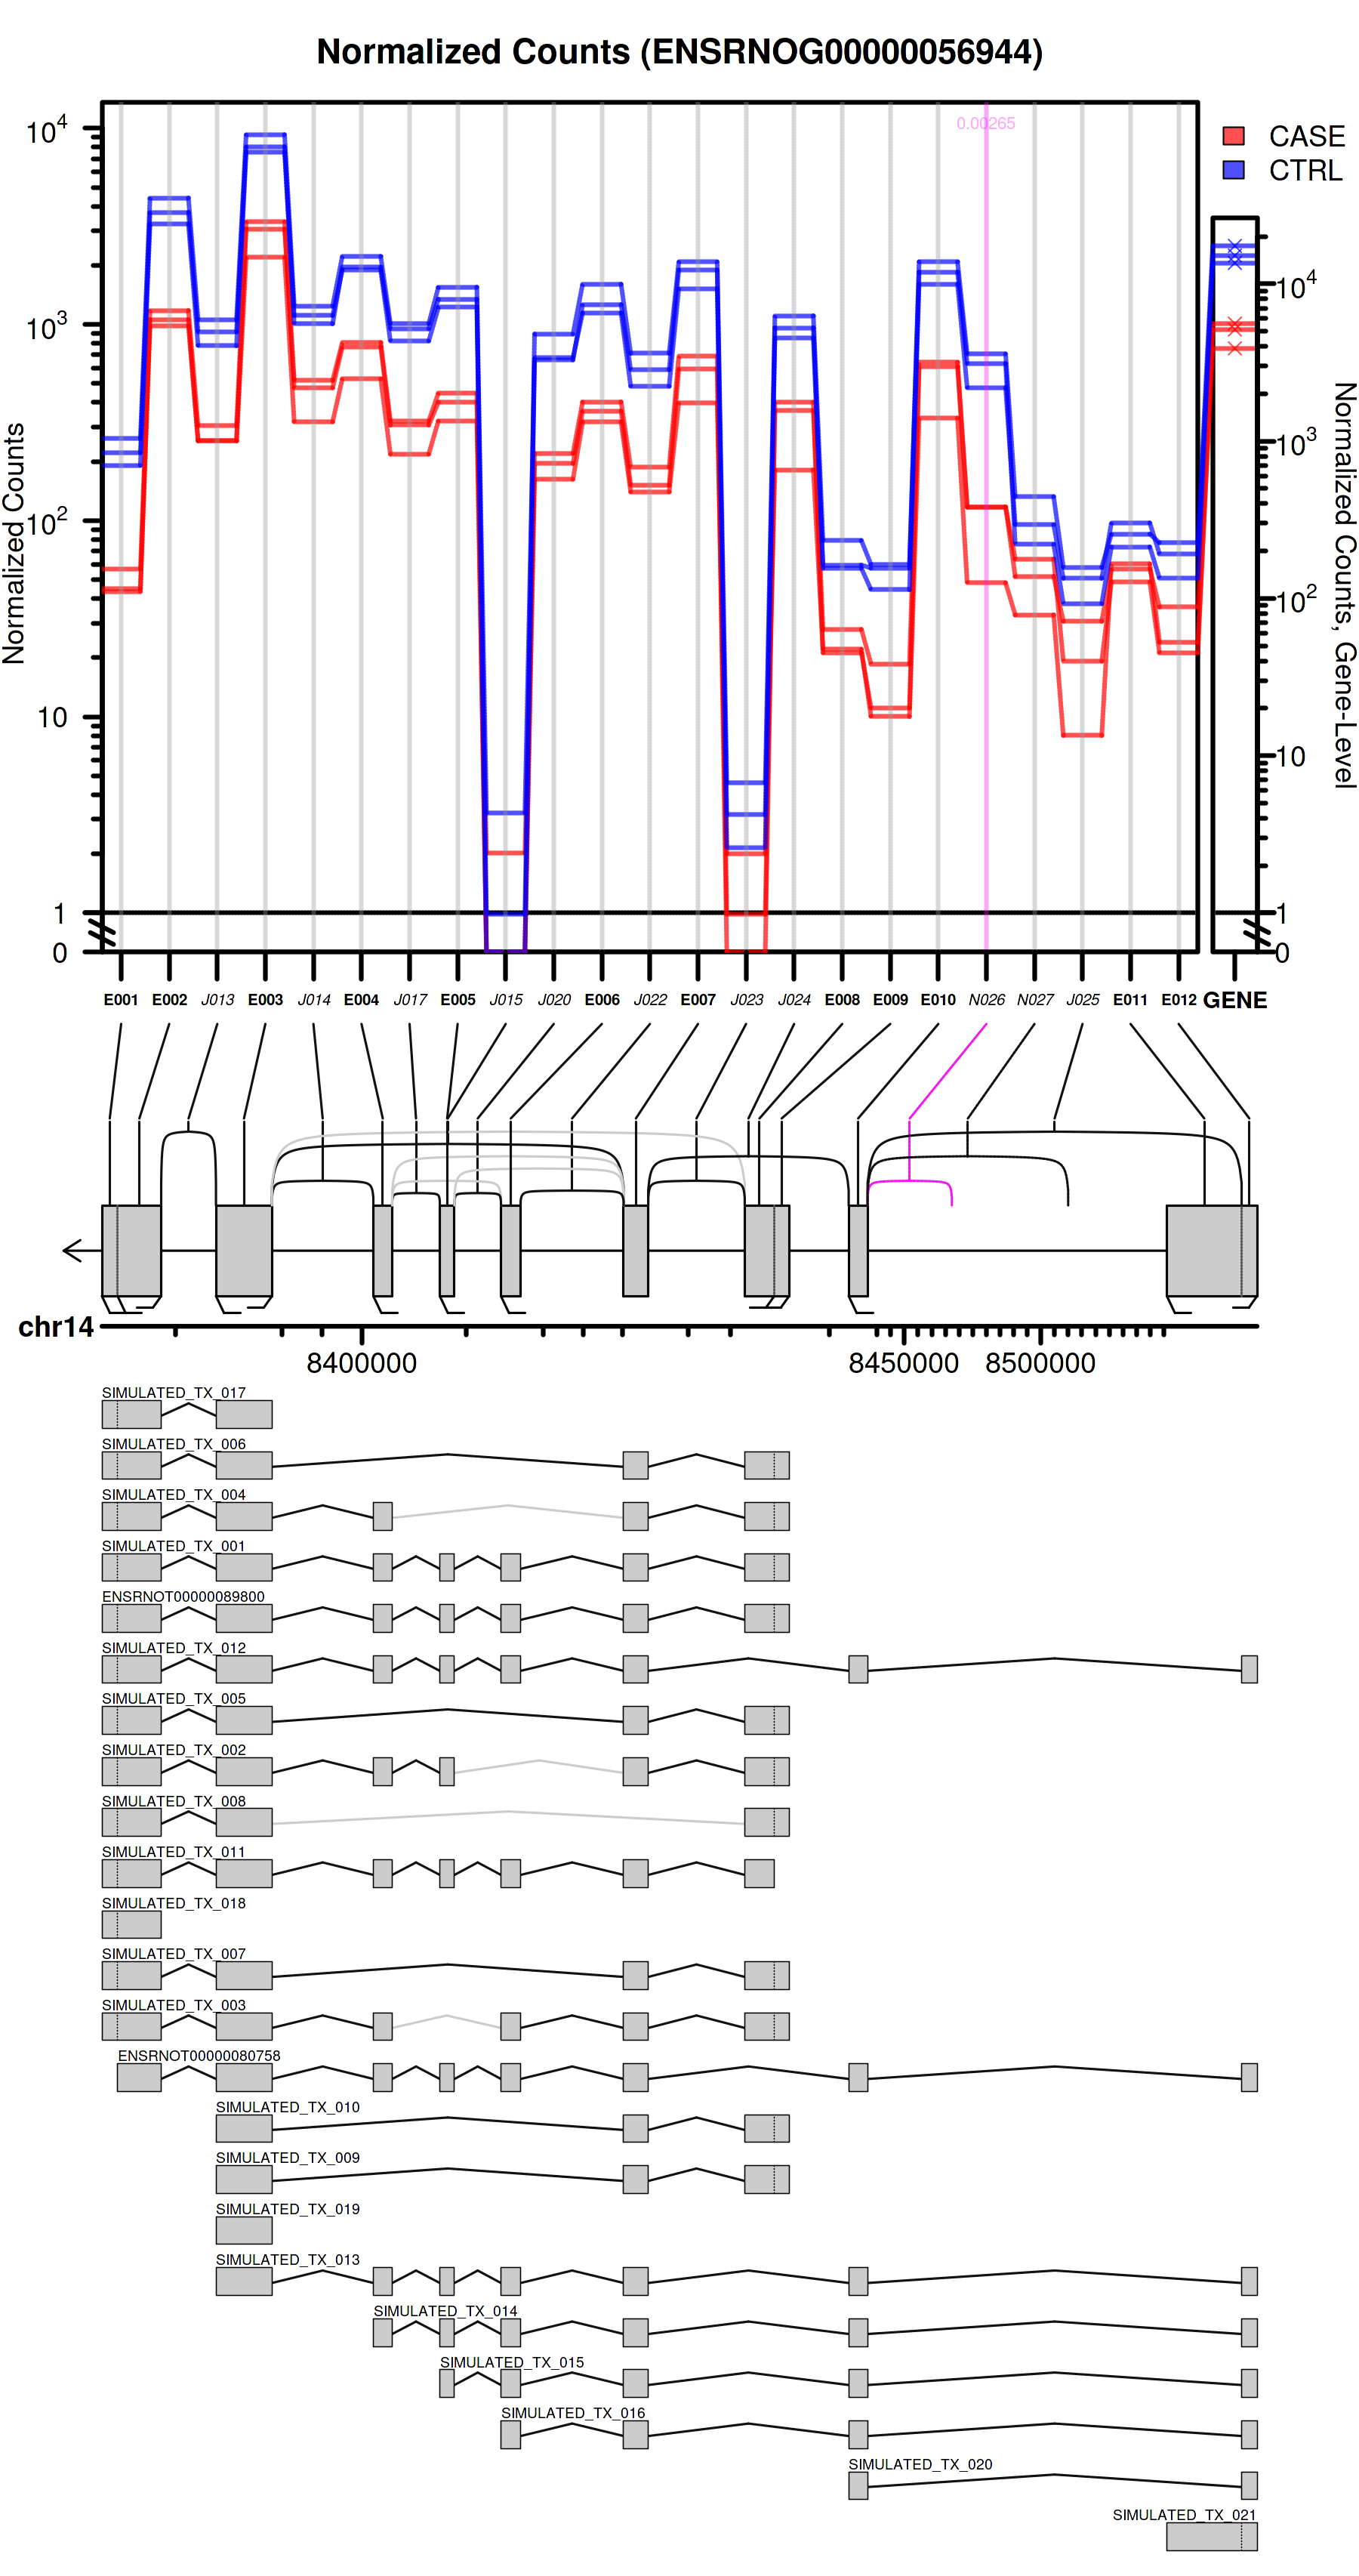 Normalized Counts (ENSRNOG00000056944)
0.00265
CASE
CTRL
Normalized Counts
10^4
10^3
10^2
10
1
0
Normalized Counts, Gene-Level
10^4
10^3
10^2
10
1
0
E001 E002 J013 E003 J014 E004 J017 E005 J015 J020 E006 J022 E007 J023 J024 E008 E009 E010 N026 N027 J025 E011 E012 GENE
chr14
8400000 8450000 8500000
SIMULATED_TX_017
SIMULATED_TX_006
SIMULATED_TX_004
SIMULATED_TX_001
ENSRNOT00000089800
SIMULATED_TX_012
SIMULATED_TX_005
SIMULATED_TX_002
SIMULATED_TX_008
SIMULATED_TX_011
SIMULATED_TX_018
SIMULATED_TX_007
SIMULATED_TX_003
ENSRNOT00000080758
SIMULATED_TX_010
SIMULATED_TX_009
SIMULATED_TX_019
SIMULATED_TX_013
SIMULATED_TX_014
SIMULATED_TX_015
SIMULATED_TX_016
SIMULATED_TX_020
SIMULATED_TX_021